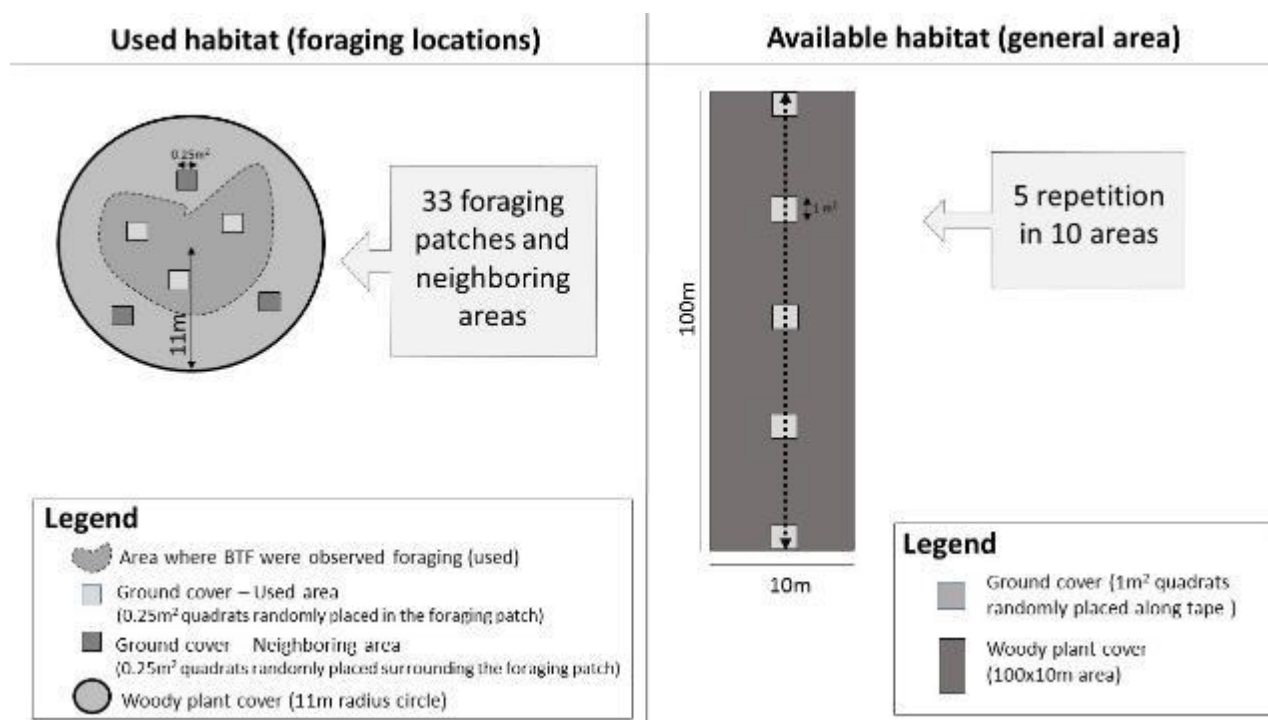 Used habitat (foraging locations)
0.25m²
11m
33 foraging
patches and
neighboring
areas
Legend
Area where BTF were observed foraging (used)
Ground cover – Used area
(0.25m² quadrats randomly placed in the foraging patch)
Ground cover Neighboring area
(0.25m² quadrats randomly placed surrounding the foraging patch)
Woody plant cover (11m radius circle)
Available habitat (general area)
1 m²
100m
10m
5 repetition
in 10 areas
Legend
Ground cover (1m² quadrats
randomly placed along tape )
Woody plant cover
(100x10m area)